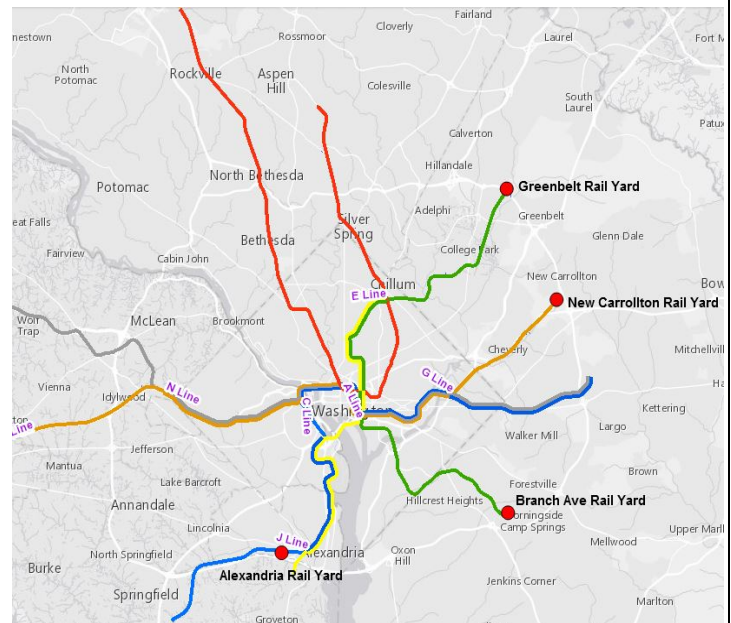 Fairland
Cloverly
nestown
Rossmoor
Laurel
Fort M
North
Potomac
Rockville
Aspen
Hill
Colesville
South
Laurel
Patux
Calverton
Hillandale
North Bethesda
Potomac
Greenbelt Rail Yard
Adelphi
Greenbelt
Silver
Spring
eat Falls
Bethesda
College Park
Glenn Dale
Fairview
Cabin John
New Carrollton
Chillum
Bow
E Line
New Carrollton Rail Yard
Wolf
Trap
McLean
Brookmont
Cheverly
Mitchellvill
Vienna
N Line
G Line
Idylwood
A Line
C Line
Washington
Kettering
Line
Largo
Jefferson
Walker Mill
Mantua
Lake Barcroft
Forestville
Brown
Annandale
Hillcrest Heights
Branch Ave Rail Yard
Morningside
Lincolnia
Camp Springs
Upper Marl
J Line
Mellwood
North Springfield
Alexandria
Oxon
Hill
Burke
Alexandria Rail Yard
Jenkins Corner
Springfield
Marlton
Groveton